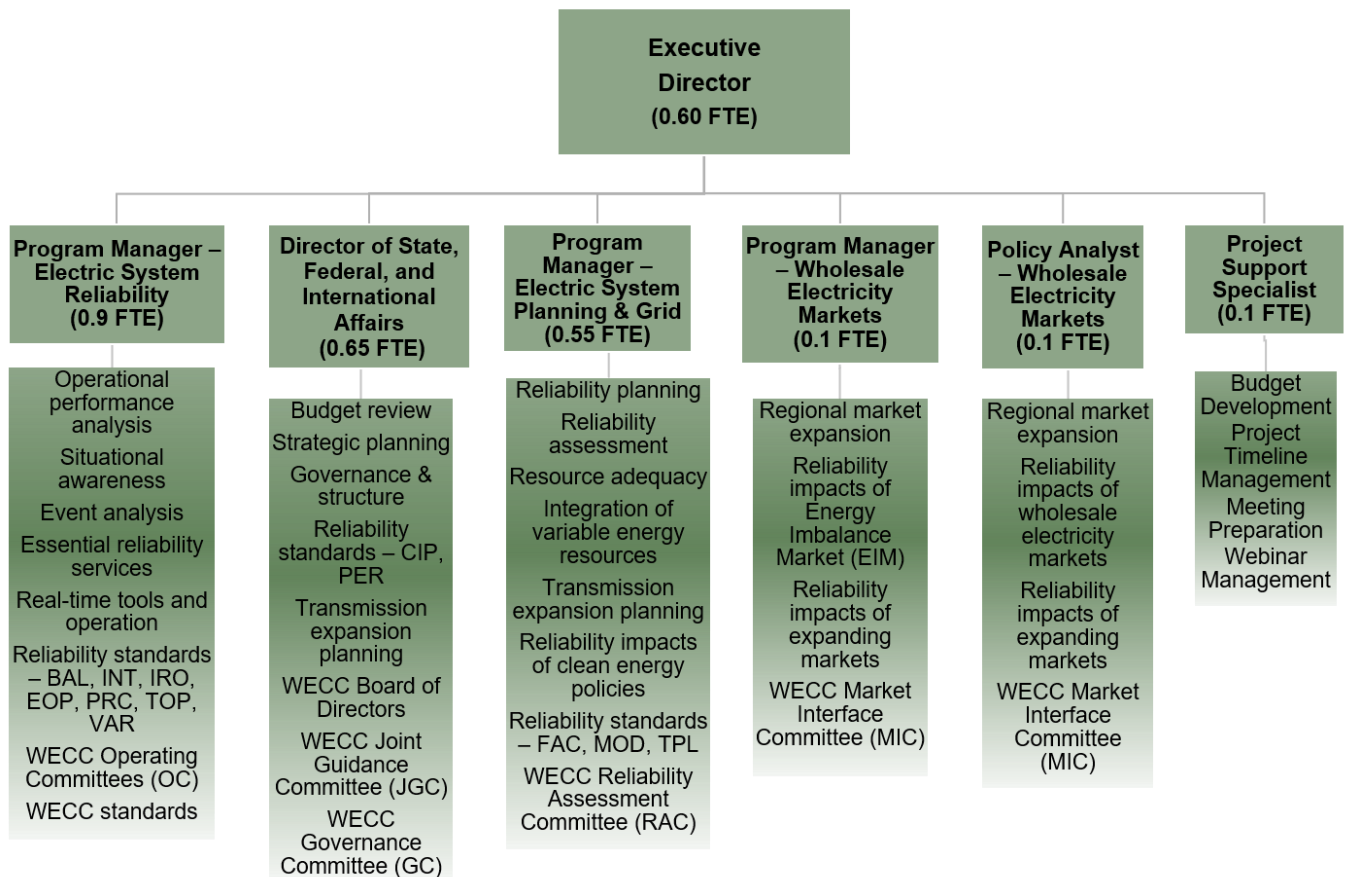 Executive
Director
(0.60 FTE)
Program Manager –
Electric System
Reliability
(0.9 FTE)
Operational
performance
analysis
Situational
awareness
Event analysis
Essential reliability
services
Real-time tools and
operation
Reliability standards
– BAL, INT, IRO,
EOP, PRC, TOP,
VAR
WECC Operating
Committees (OC)
WECC standards
Director of State,
Federal, and
International
Affairs
(0.65 FTE)
Budget review
Strategic planning
Governance &
structure
Reliability
standards – CIP,
PER
Transmission
expansion
planning
WECC Board of
Directors
WECC Joint
Guidance
Committee (JGC)
WECC
Governance
Committee (GC)
Program
Manager –
Electric System
Planning & Grid
(0.55 FTE)
Reliability planning
Reliability
assessment
Resource adequacy
Integration of
variable energy
resources
Transmission
expansion planning
Reliability impacts
of clean energy
policies
Reliability standards
– FAC, MOD, TPL
WECC Reliability
Assessment
Committee (RAC)
Program Manager
– Wholesale
Electricity
Markets
(0.1 FTE)
Regional market
expansion
Reliability
impacts of
Energy
Imbalance
Market (EIM)
Reliability
impacts of
expanding
markets
WECC Market
Interface
Committee (MIC)
Policy Analyst
– Wholesale
Electricity
Markets
(0.1 FTE)
Regional market
expansion
Reliability
impacts of
wholesale
electricity
markets
Reliability
impacts of
expanding
markets
WECC Market
Interface
Committee
(MIC)
Project
Support
Specialist
(0.1 FTE)
Budget
Development
Project
Timeline
Management
Meeting
Preparation
Webinar
Management